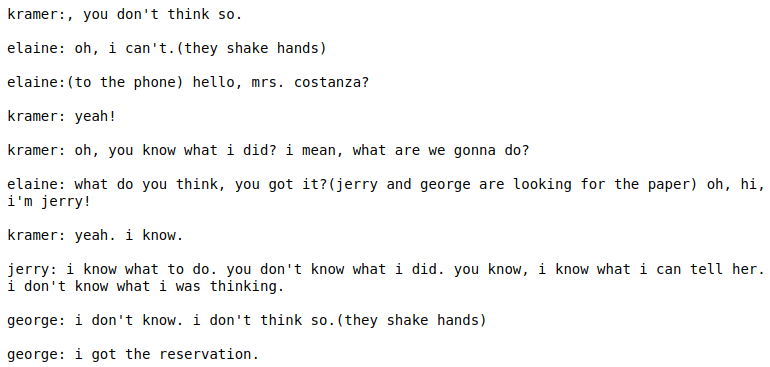 kramer:, you don't think so.
elaine: oh, i can't.(they shake hands)
elaine:(to the phone) hello, mrs. costanza?
kramer: yeah!
kramer: oh, you know what i did? i mean, what are we gonna do?
elaine: what do you think, you got it?(jerry and george are looking for the paper) oh, hi,
i'm jerry!
kramer: yeah. i know.
jerry: i know what to do. you don't know what i did. you know, i know what i can tell her.
i don't know what i was thinking.
george: i don't know. i don't think so.(they shake hands)
george: i got the reservation.